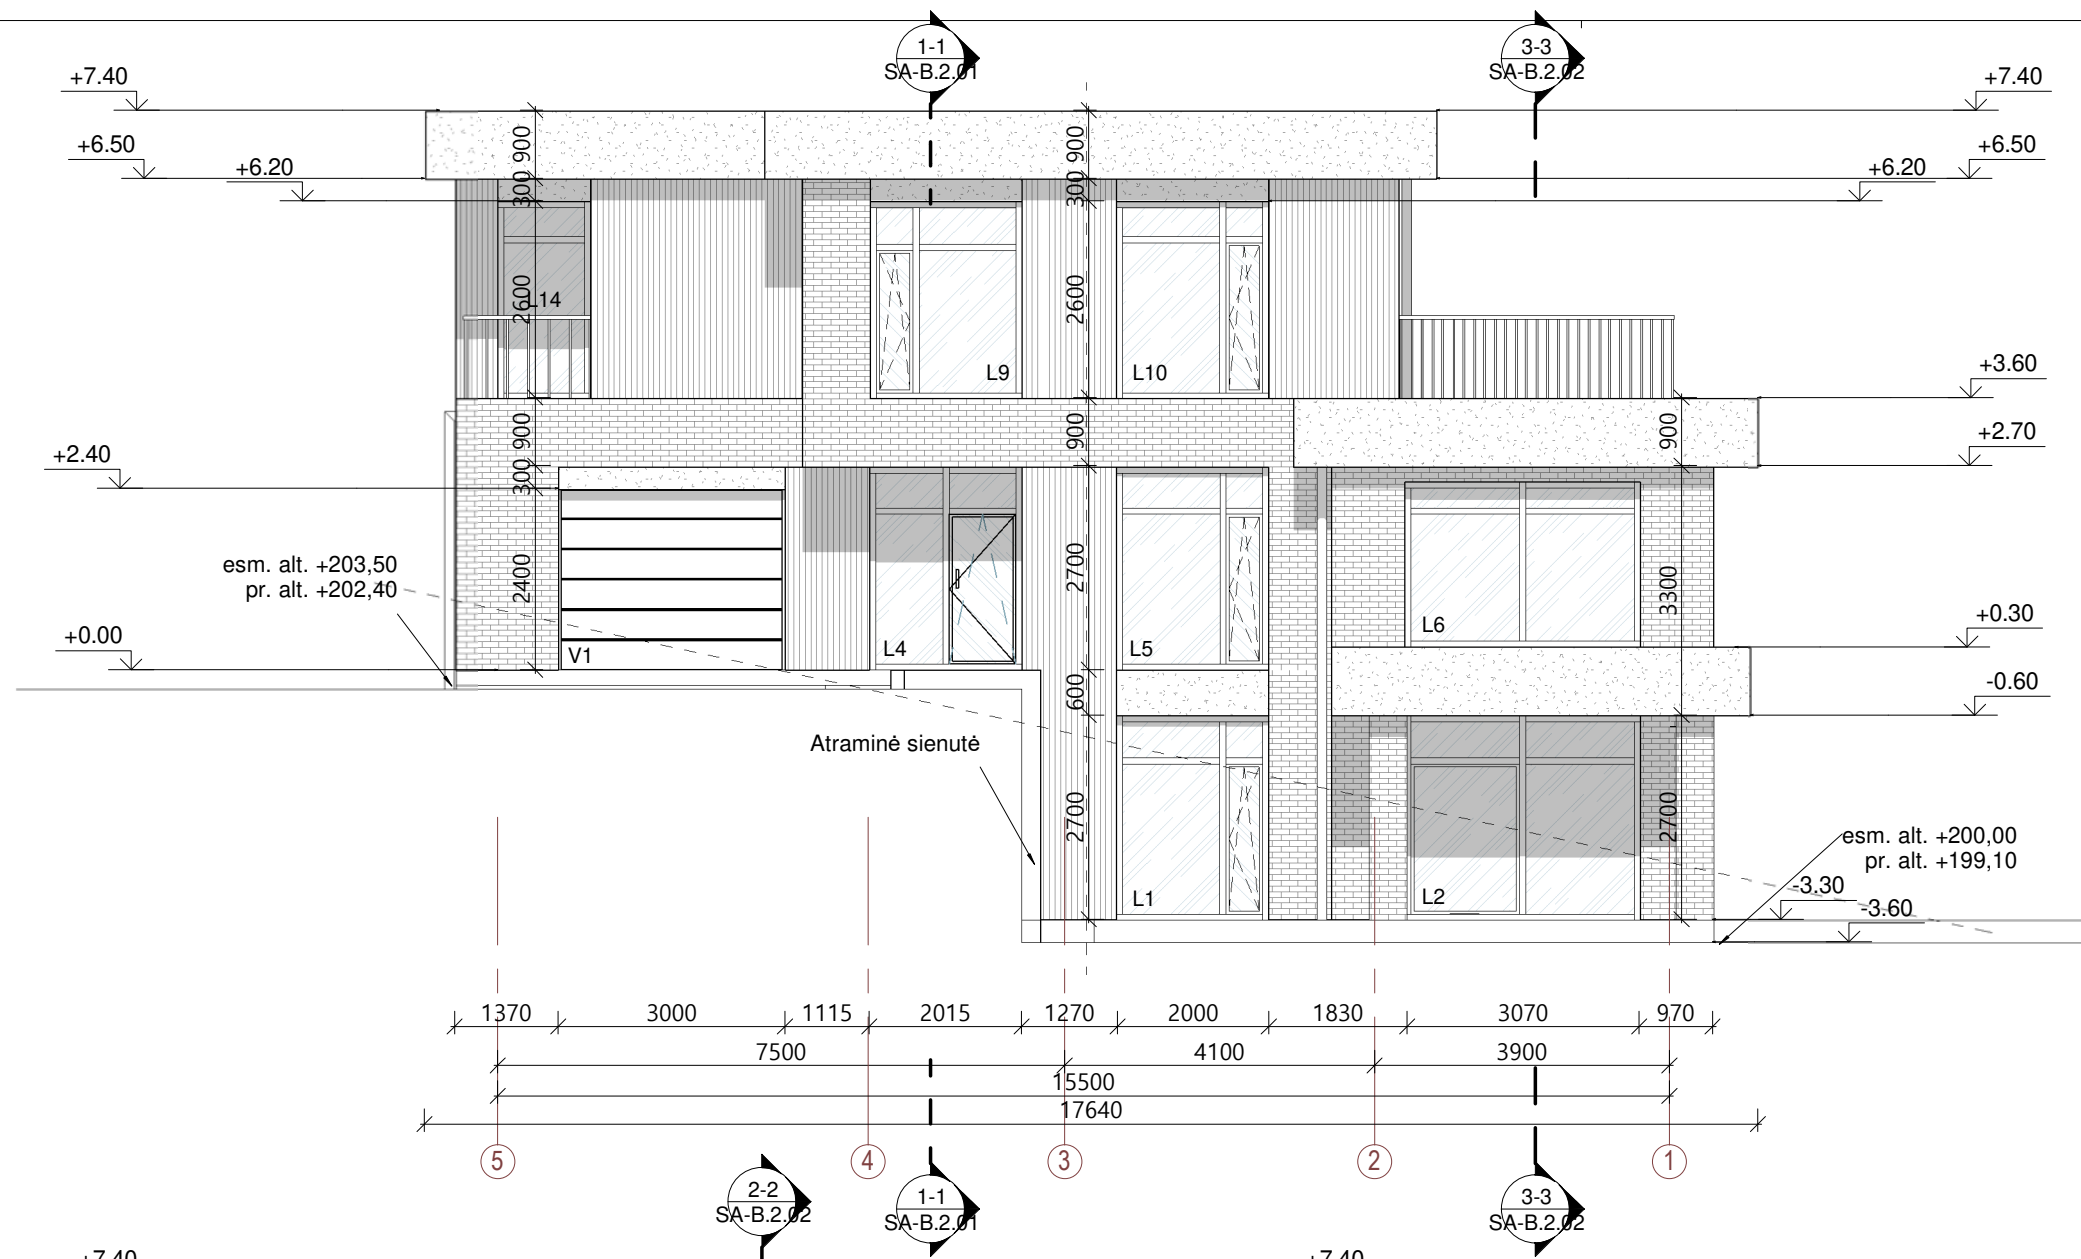 1-1
SA-B.2.01
3-3
SA-B.2.02
+7.40
+7.40
+6.50
+6.50
+6.20
+6.20
900
900
300
300
2600
L14
2600
L9
L10
+3.60
+2.70
+2.40
900
900
900
300
esm. alt. +203,50
pr. alt. +202,40
2400
2700
3300
+0.00
V1
L4
L5
L6
+0.30
-0.60
600
Atraminė sienutė
2700
2700
L1
L2
esm. alt. +200,00
pr. alt. +199,10
-3.30
-3.60
1370
3000
1115
2015
1270
2000
1830
3070
970
7500
4100
3900
15500
17640
5
4
3
2
1
2-2
SA-B.2.02
1-1
SA-B.2.01
3-3
SA-B.2.02
+7.40
+7.40